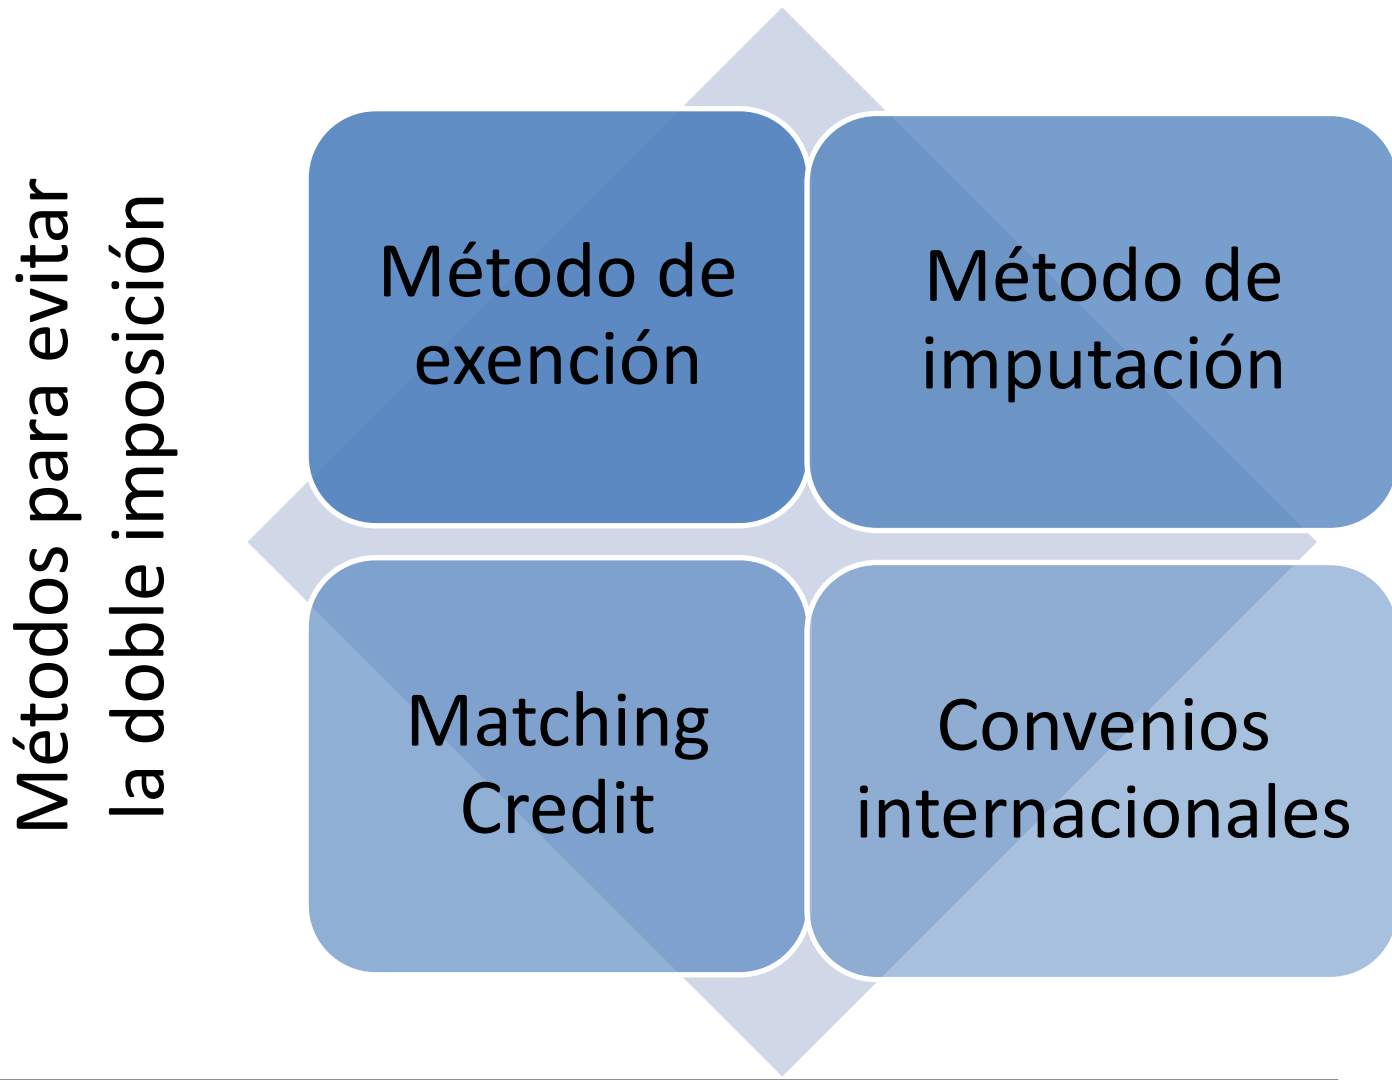 Métodos para evitar
la doble imposición
Método de
exención
Método de
imputación
Matching
Credit
Convenios
internacionales